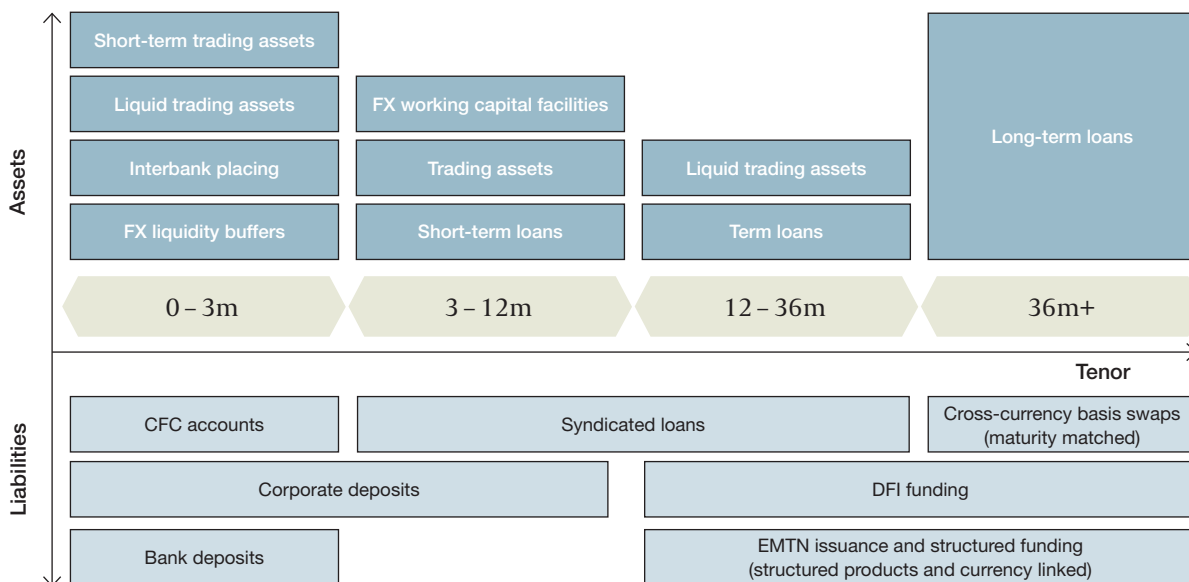 Assets
Short-term trading assets
Liquid trading assets
FX working capital facilities
Long-term loans
Interbank placing
Trading assets
Liquid trading assets
FX liquidity buffers
Short-term loans
Term loans
0 – 3m
3 – 12m
12 – 36m
36m+
Tenor
Liabilities
CFC accounts
Syndicated loans
Cross-currency basis swaps
(maturity matched)
Corporate deposits
DFI funding
Bank deposits
EMTN issuance and structured funding
(structured products and currency linked)